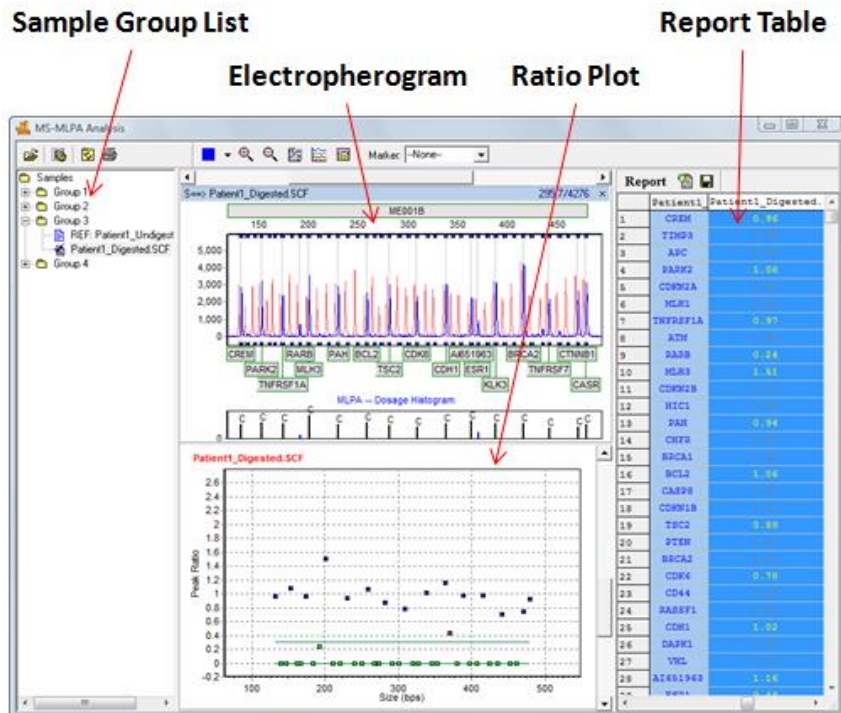 Sample Group List
Report Table
Electropherogram
Ratio Plot
MS-MLPA Analysis
Marker: --None--
Samples
Group 1
Group 2
Group 3
REF: Patient1_Undigest
Patient1_Digested.SCF
Group 4
S==> Patient1_Digested.SCF 295/7/4276
ME001B
150 200 250 300 350 400 450
5,000
4,000
3,000
2,000
1,000
0
CREM RARB PAH BCL2 CDK6 AI651963 BRCA2 CTNNB1
PARK2 MLH3 TSC2 CDH1 ESR1 TNFRSF7
TNFRSF1A KLK3 CASR
MLPA -- Dosage Histogram
C C C C C C C C C C C C C C C
0
Patient1_Digested.SCF
2.6
2.4
2.2
2
1.8
1.6
1.4
1.2
1
0.8
0.6
0.4
0.2
0
-0.2
Peak Ratio
100 200 300 400 500
Size (bps)
Report
Patient1_ Patient1_Digested.
1 CREM 0.96
2 TIMP3
3 APC
4 PARK2 1.08
5 CDKN2A
6 MLH1
7 TNFRSF1A 0.97
8 ATM
9 RARB 0.24
10 MLH3 1.51
11 CDKN2B
12 HIC1
13 PAH 0.94
14 CHFR
15 BRCA1
16 BCL2 1.06
17 CASP8
18 CDKN1B
19 TSC2 0.88
20 PTEN
21 BRCA2
22 CDK6 0.78
23 CD44
24 RASSF1
25 CDH1 1.02
26 DAPK1
27 VHL
28 AI651963 1.16